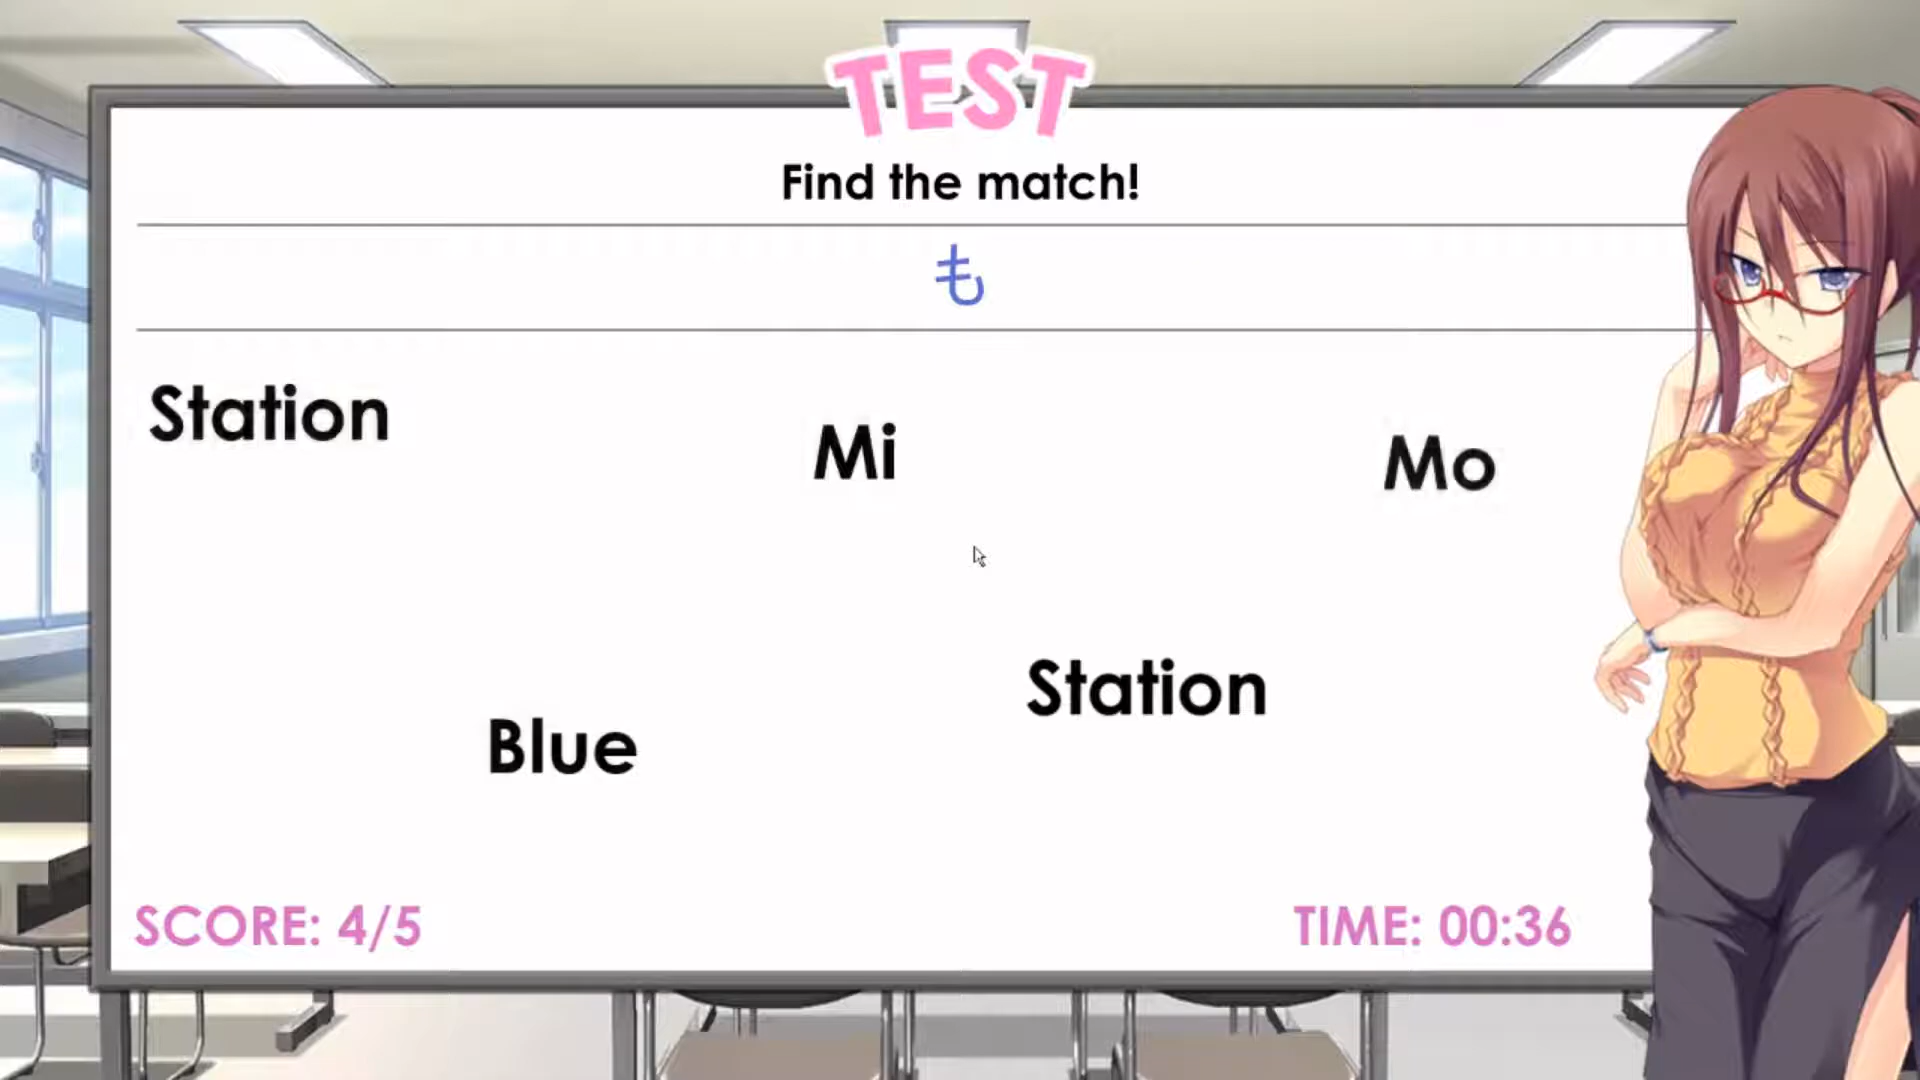 TEST
Find the match!
も
Station
Mi
Mo
Station
Blue
SCORE: 4/5
TIME: 00:36